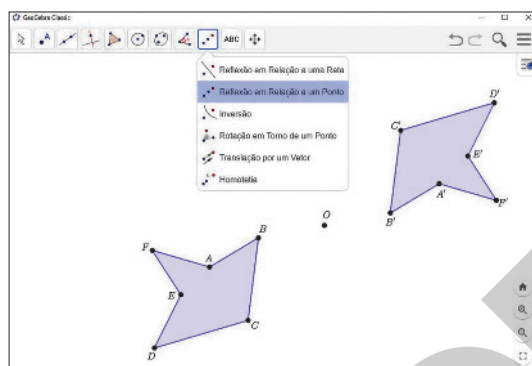 GeoGebra Classic
ABC
Reflexão em Relação a uma Reta
Reflexão em Relação a um Ponto
Inversão
Rotação em Torno de um Ponto
Translação por um Vetor
Homotetia
D'
C'
E'
A'
F'
B'
O
B
F
A
E
C
D